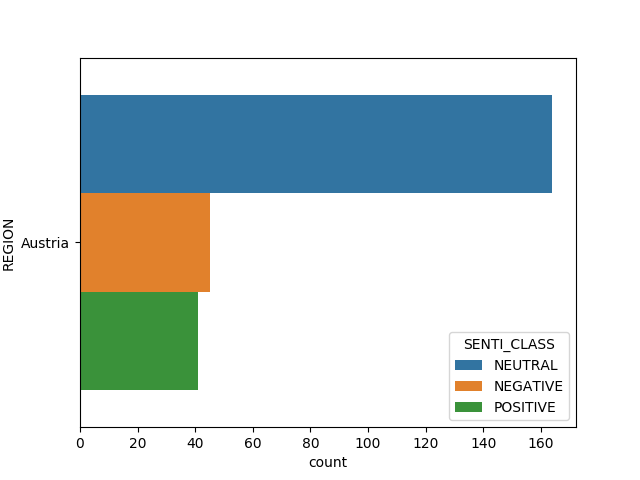 REGION
Austria
SENTI_CLASS
NEUTRAL
NEGATIVE
POSITIVE
0 20 40 60 80 100 120 140 160
count